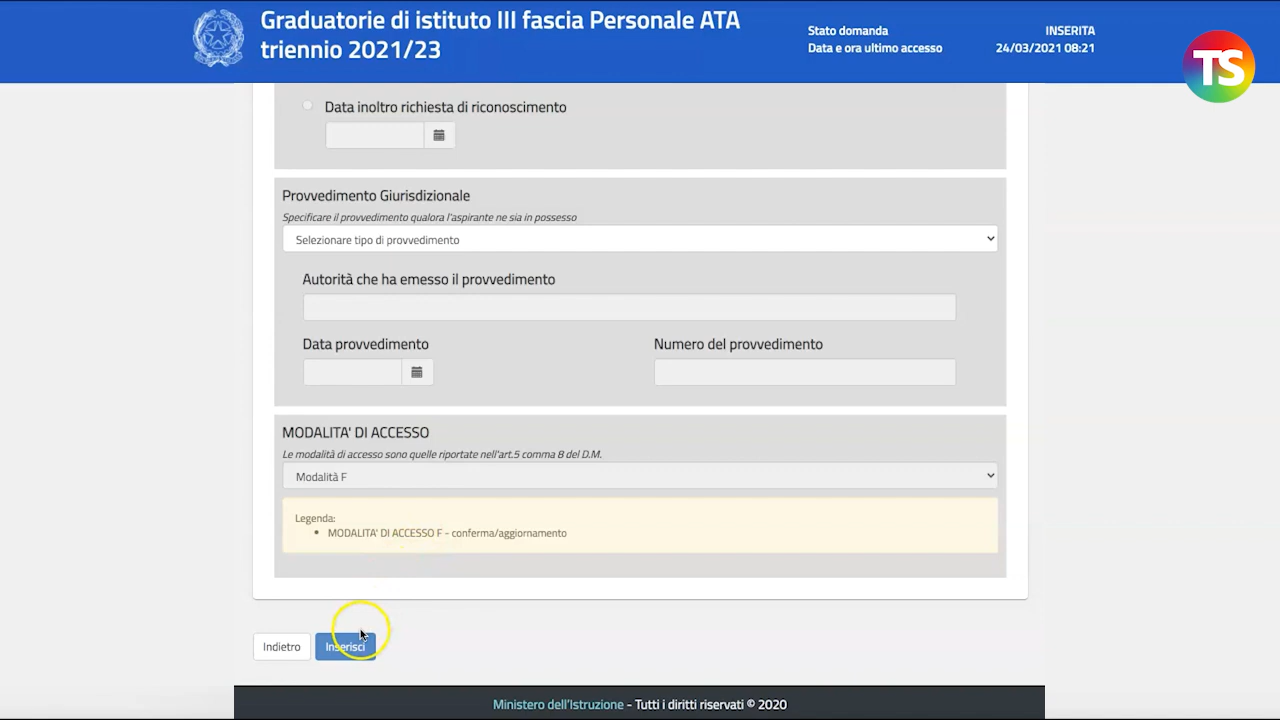 Graduatorie di istituto III fascia Personale ATA
triennio 2021/23
Stato domanda INSERITA
Data e ora ultimo accesso 24/03/2021 08:21
TS
Data inoltro richiesta di riconoscimento
Provvedimento Giurisdizionale
Specificare il provvedimento qualora l'aspirante ne sia in possesso
Selezionare tipo di provvedimento
Autorità che ha emesso il provvedimento
Data provvedimento Numero del provvedimento
MODALITA' DI ACCESSO
Le modalità di accesso sono quelle riportate nell'art.5 comma 8 del D.M.
Modalità F
Legenda:
• MODALITA' DI ACCESSO F - conferma/aggiornamento
Indietro Inserisci
Ministero dell'Istruzione - Tutti i diritti riservati © 2020